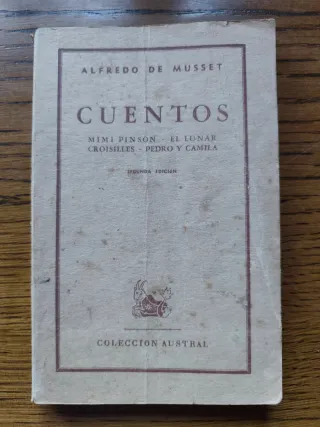 ALFREDO DE MUSSET
CUENTOS
MIMI PINSON - EL LUNAR
CROISILLES - PEDRO Y CAMILA
SEGUNDA EDICION
COLECCION AUSTRAL